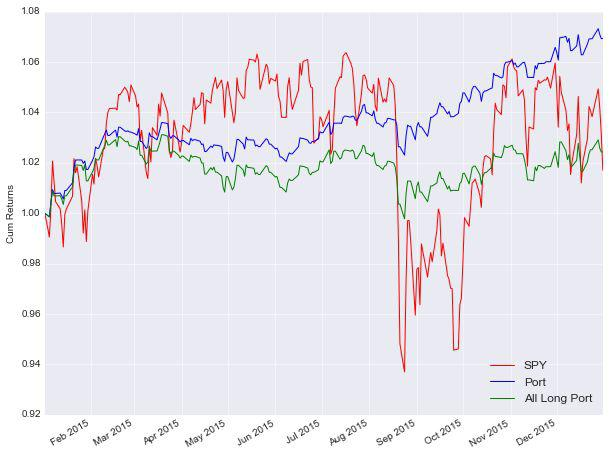 1.08
1.06
1.04
1.02
1.00
0.98
0.96
0.94
0.92
Cum Returns
SPY
Port
All Long Port
Feb 2015
Mar 2015
Apr 2015
May 2015
Jun 2015
Jul 2015
Aug 2015
Sep 2015
Oct 2015
Nov 2015
Dec 2015